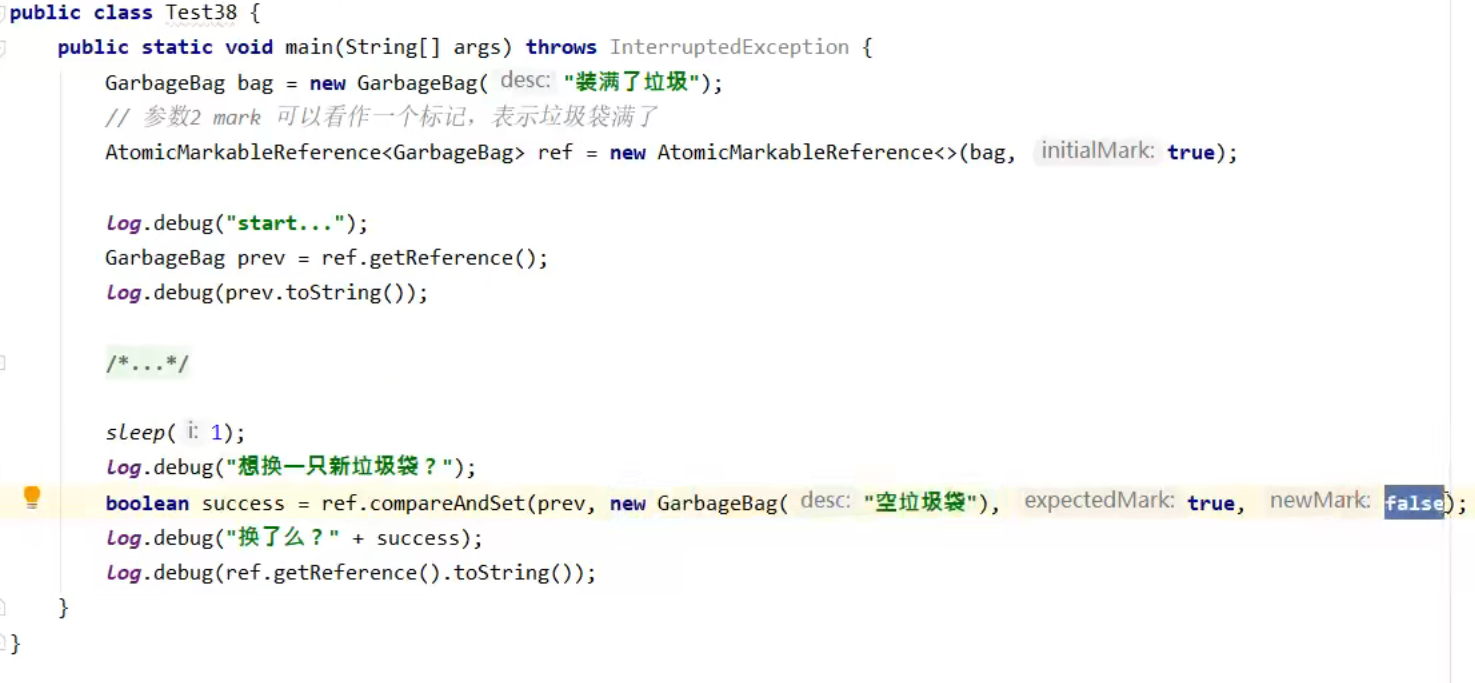 public class Test38 {
public static void main(String[] args) throws InterruptedException {
GarbageBag bag = new GarbageBag( desc: "装满了垃圾");
// 参数2 mark 可以看作一个标记，表示垃圾袋满了
AtomicMarkableReference<GarbageBag> ref = new AtomicMarkableReference<>(bag, initialMark: true);
log.debug("start...");
GarbageBag prev = ref.getReference();
log.debug(prev.toString());
/*...*/
sleep( i: 1);
log.debug("想换一只新垃圾袋？");
boolean success = ref.compareAndSet(prev, new GarbageBag( desc: "空垃圾袋"), expectedMark: true, newMark: false);
log.debug("换了么？" + success);
log.debug(ref.getReference().toString());
}
}